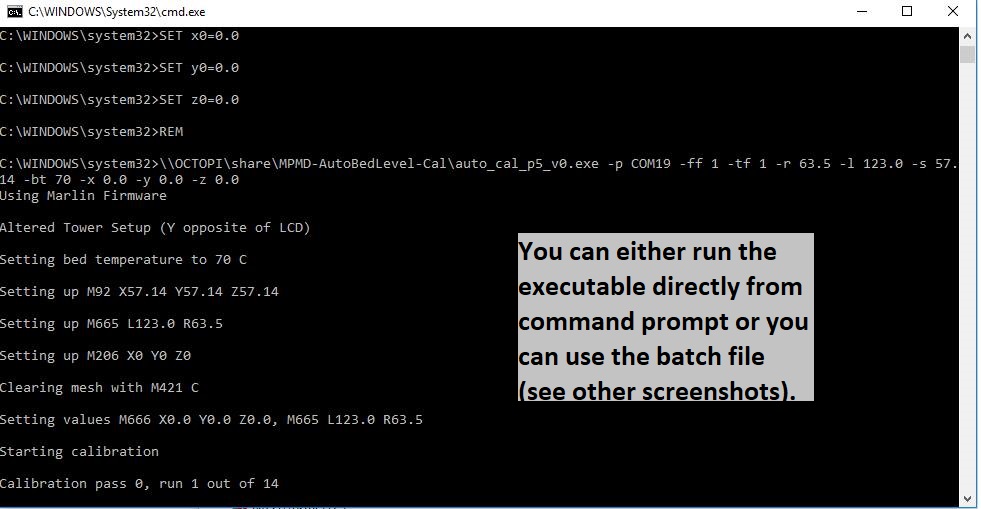 C:\WINDOWS\System32\cmd.exe
C:\WINDOWS\system32>SET x0=0.0
C:\WINDOWS\system32>SET y0=0.0
C:\WINDOWS\system32>SET z0=0.0
C:\WINDOWS\system32>REM
C:\WINDOWS\system32>\\OCTOPI\share\MPMD-AutoBedLevel-Cal\auto_cal_p5_v0.exe -p COM19 -ff 1 -tf 1 -r 63.5 -l 123.0 -s 57.
14 -bt 70 -x 0.0 -y 0.0 -z 0.0
Using Marlin Firmware
Altered Tower Setup (Y opposite of LCD)
Setting bed temperature to 70 C
Setting up M92 X57.14 Y57.14 Z57.14
Setting up M665 L123.0 R63.5
Setting up M206 X0 Y0 Z0
Clearing mesh with M421 C
Setting values M666 X0.0 Y0.0 Z0.0, M665 L123.0 R63.5
Starting calibration
Calibration pass 0, run 1 out of 14
You can either run the
executable directly from
command prompt or you
can use the batch file
(see other screenshots).